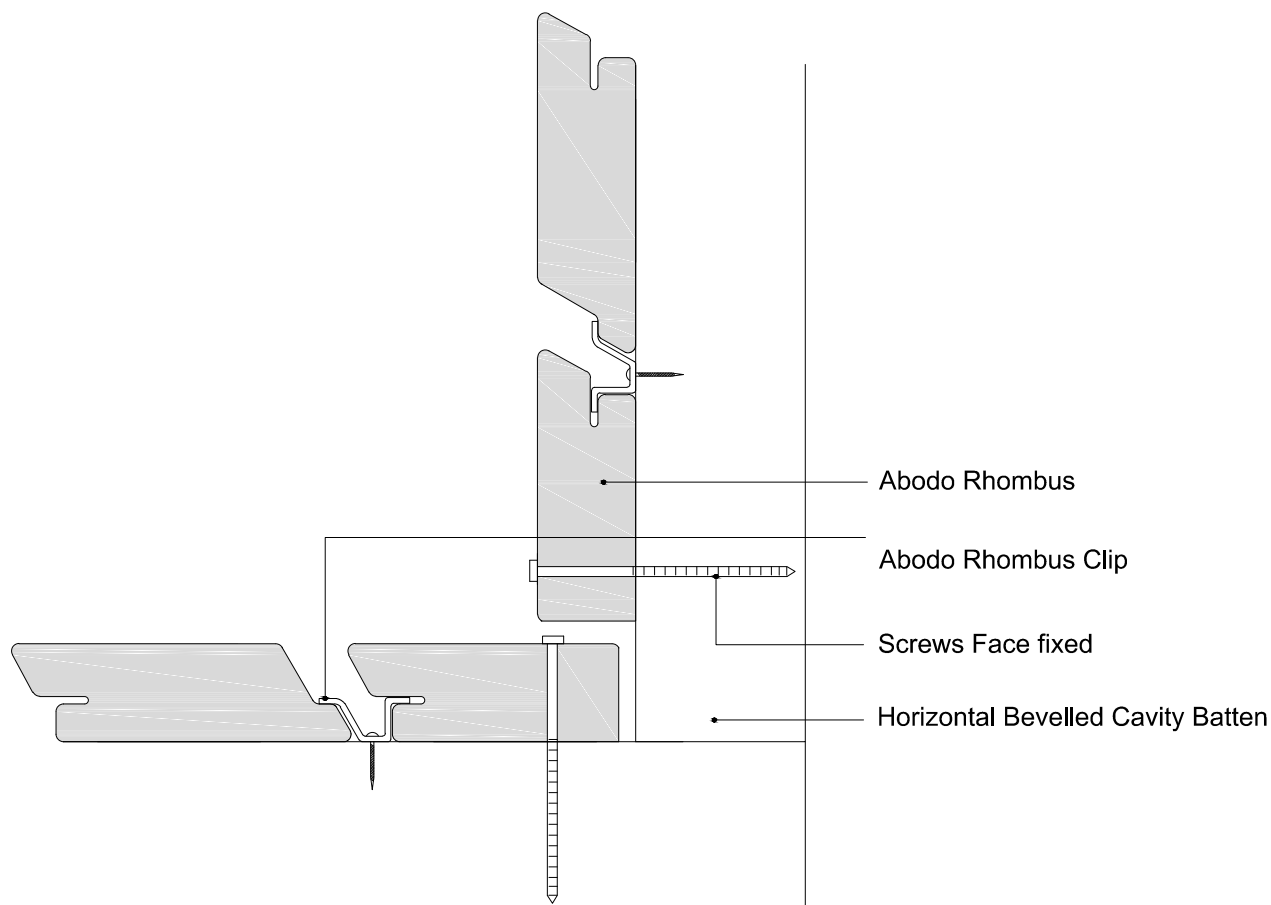 Abodo Rhombus
Abodo Rhombus Clip
Screws Face fixed
Horizontal Bevelled Cavity Batten